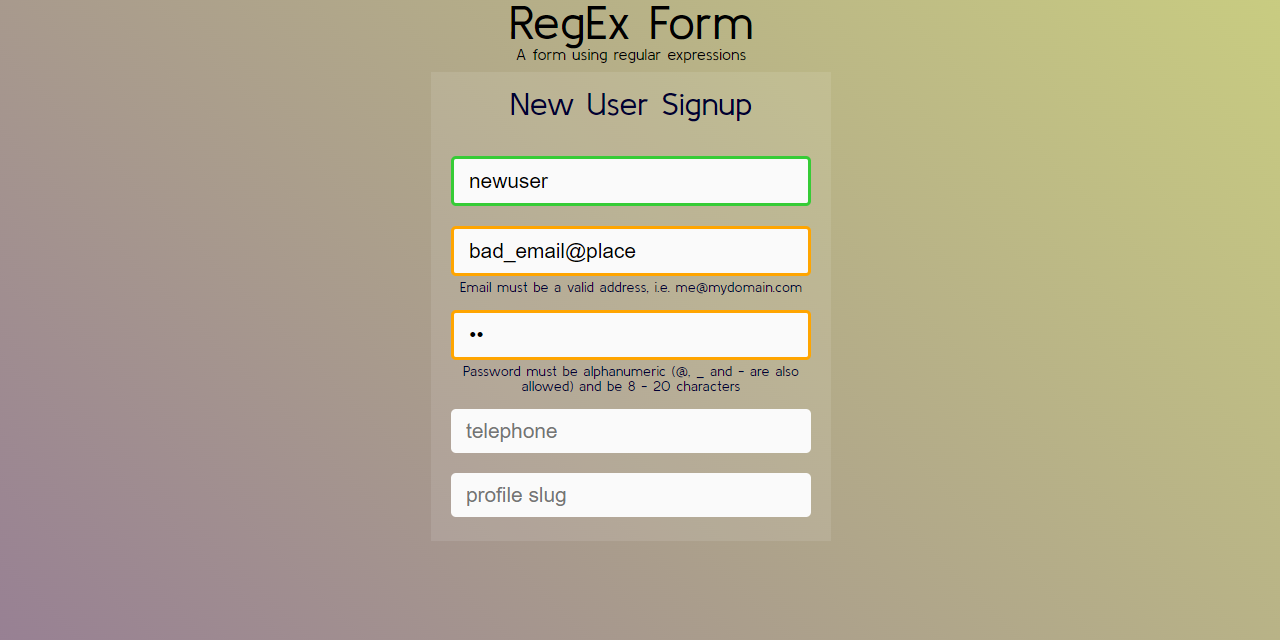 RegEx Form
A form using regular expressions
New User Signup
newuser
bad_email@place
Email must be a valid address, i.e. me@mydomain.com
••
Password must be alphanumeric (@, _ and - are also
allowed) and be 8 - 20 characters
telephone
profile slug